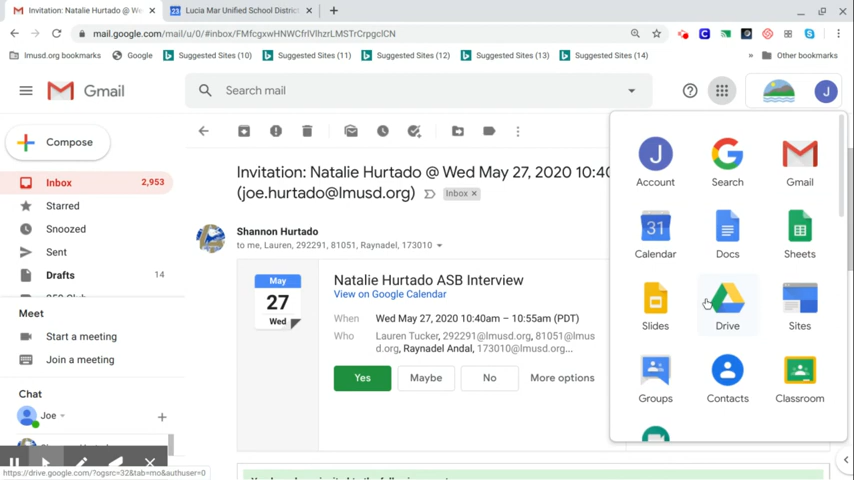 Invitation: Natalie Hurtado @ We
Lucia Mar Unified School District
mail.google.com/mail/u/0/#inbox/FMfcgxwHNWCfrlVlhzrLMSTrCrpgclCN
lmusd.org bookmarks
Google
Suggested Sites (10)
Suggested Sites (11)
Suggested Sites (12)
Suggested Sites (13)
Suggested Sites (14)
Other bookmarks
Gmail
Search mail
J
Compose
Inbox 2,953
Starred
Snoozed
Sent
Drafts 14
Meet
Start a meeting
Join a meeting
Chat
Joe
Invitation: Natalie Hurtado @ Wed May 27, 2020 10:40
(joe.hurtado@lmusd.org)
Inbox
Shannon Hurtado
to me, Lauren, 292291, 81051, Raynadel, 173010
May
27
Wed
Natalie Hurtado ASB Interview
View on Google Calendar
When Wed May 27, 2020 10:40am – 10:55am (PDT)
Who Lauren Tucker, 292291@lmusd.org, 81051@lmus
d.org, Raynadel Andal, 173010@lmusd.org...
Yes
Maybe
No
More options
J
Account
Search
Gmail
31
Calendar
Docs
Sheets
Slides
Drive
Sites
Groups
Contacts
Classroom
https://drive.google.com/?ogsrc=32&tab=mo&authuser=0